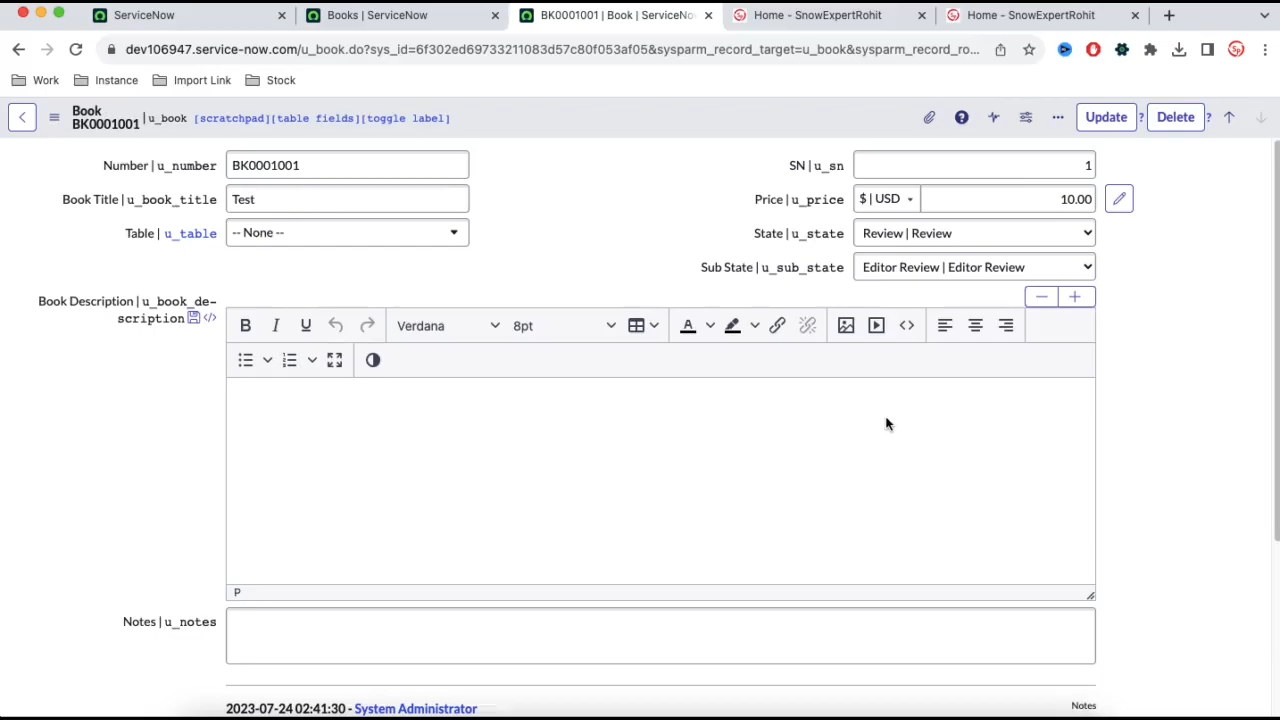 ServiceNow
Books | ServiceNow
BK0001001 | Book | ServiceNo
Home - SnowExpertRohit
Home - SnowExpertRohit
dev106947.service-now.com/u_book.do?sys_id=6f302ed69733211083d57c80f053af05&sysparm_record_target=u_book&sysparm_record_ro...
Work
Instance
Import Link
Stock
Book
BK0001001
| u_book [scratchpad][table fields][toggle label]
Update
?
Delete
?
Number | u_number
BK0001001
SN | u_sn
1
Book Title | u_book_title
Test
Price | u_price
$ | USD
10.00
Table | u_table
-- None --
State | u_state
Review | Review
Sub State | u_sub_state
Editor Review | Editor Review
Book Description | u_book_de-
scription
B I U
Verdana
8pt
A
P
Notes | u_notes
2023-07-24 02:41:30 - System Administrator
Notes